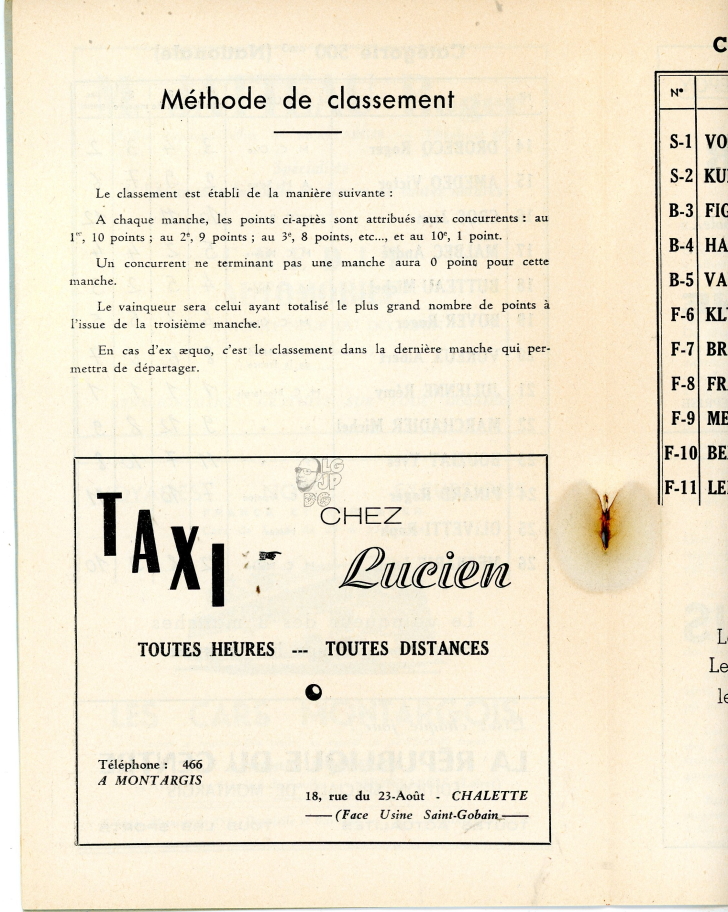 Méthode de classement
Le classement est établi de la manière suivante :
A chaque manche, les points ci-après sont attribués aux concurrents : au
1er, 10 points ; au 2e, 9 points ; au 3e, 8 points, etc..., et au 10e, 1 point.
Un concurrent ne terminant pas une manche aura 0 point pour cette
manche.
Le vainqueur sera celui ayant totalisé le plus grand nombre de points à
l'issue de la troisième manche.
En cas d'ex æquo, c'est le classement dans la dernière manche qui per-
mettra de départager.
LG
JP
DG
TAXI
CHEZ
Lucien
TOUTES HEURES --- TOUTES DISTANCES
Téléphone : 466
A MONTARGIS
18, rue du 23-Août - CHALETTE
(Face Usine Saint-Gobain
C
N°
S-1 VO
S-2 KU
B-3 FIG
B-4 HA
B-5 VA
F-6 KL
F-7 BR
F-8 FR
F-9 ME
F-10 BE
F-11 LE
L
Le
le